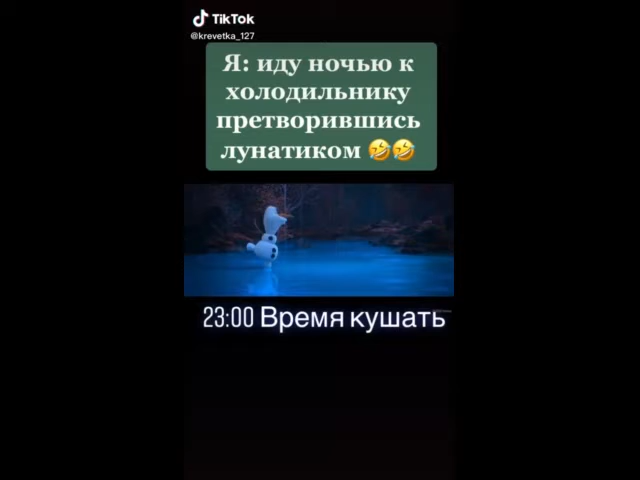 TikTok
@krevetka_127
Я: иду ночью к
холодильнику
претворившись
лунатиком 🤣🤣
23:00 Время кушать